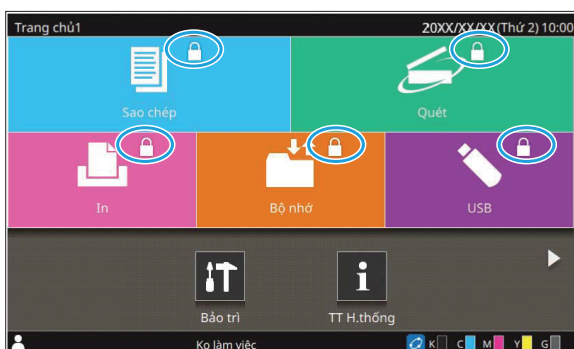 Trang chủ1 20XX/XX/XX(Thứ 2) 10:00
Sao chép Quét
In Bộ nhớ USB
Bảo trì TT H.thống
Ko làm việc K C M Y G